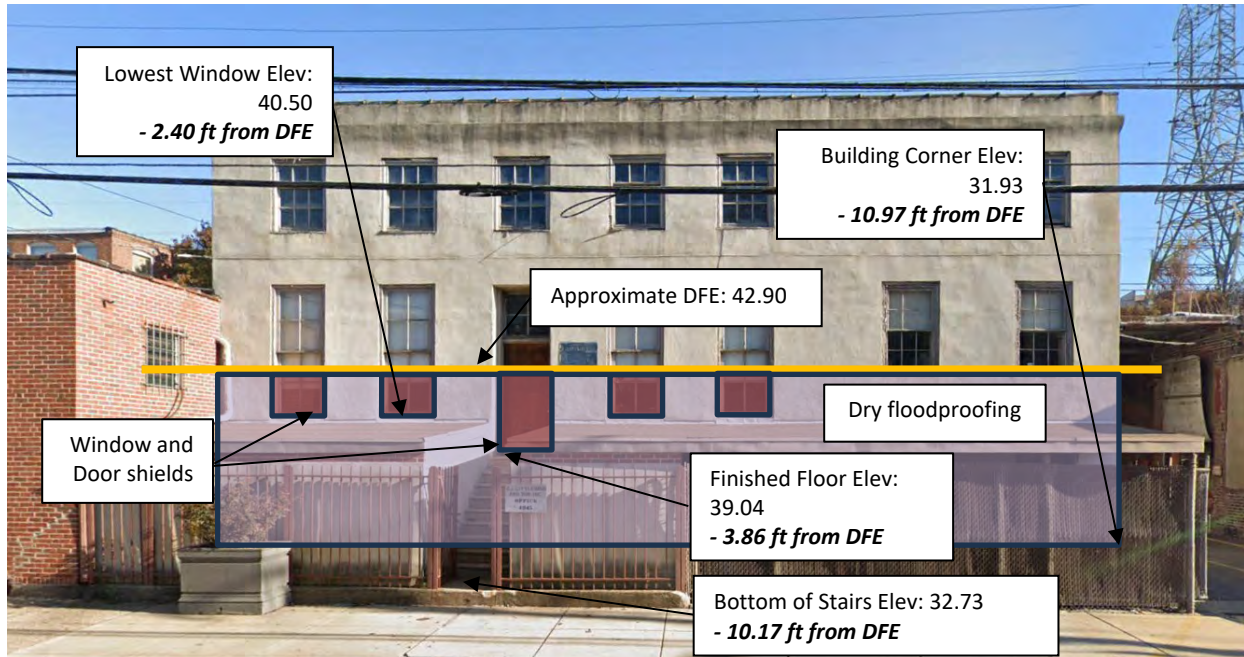 Lowest Window Elev:
40.50
- 2.40 ft from DFE
Building Corner Elev:
31.93
- 10.97 ft from DFE
Approximate DFE: 42.90
Dry floodproofing
Window and
Door shields
Finished Floor Elev:
39.04
- 3.86 ft from DFE
Bottom of Stairs Elev: 32.73
- 10.17 ft from DFE